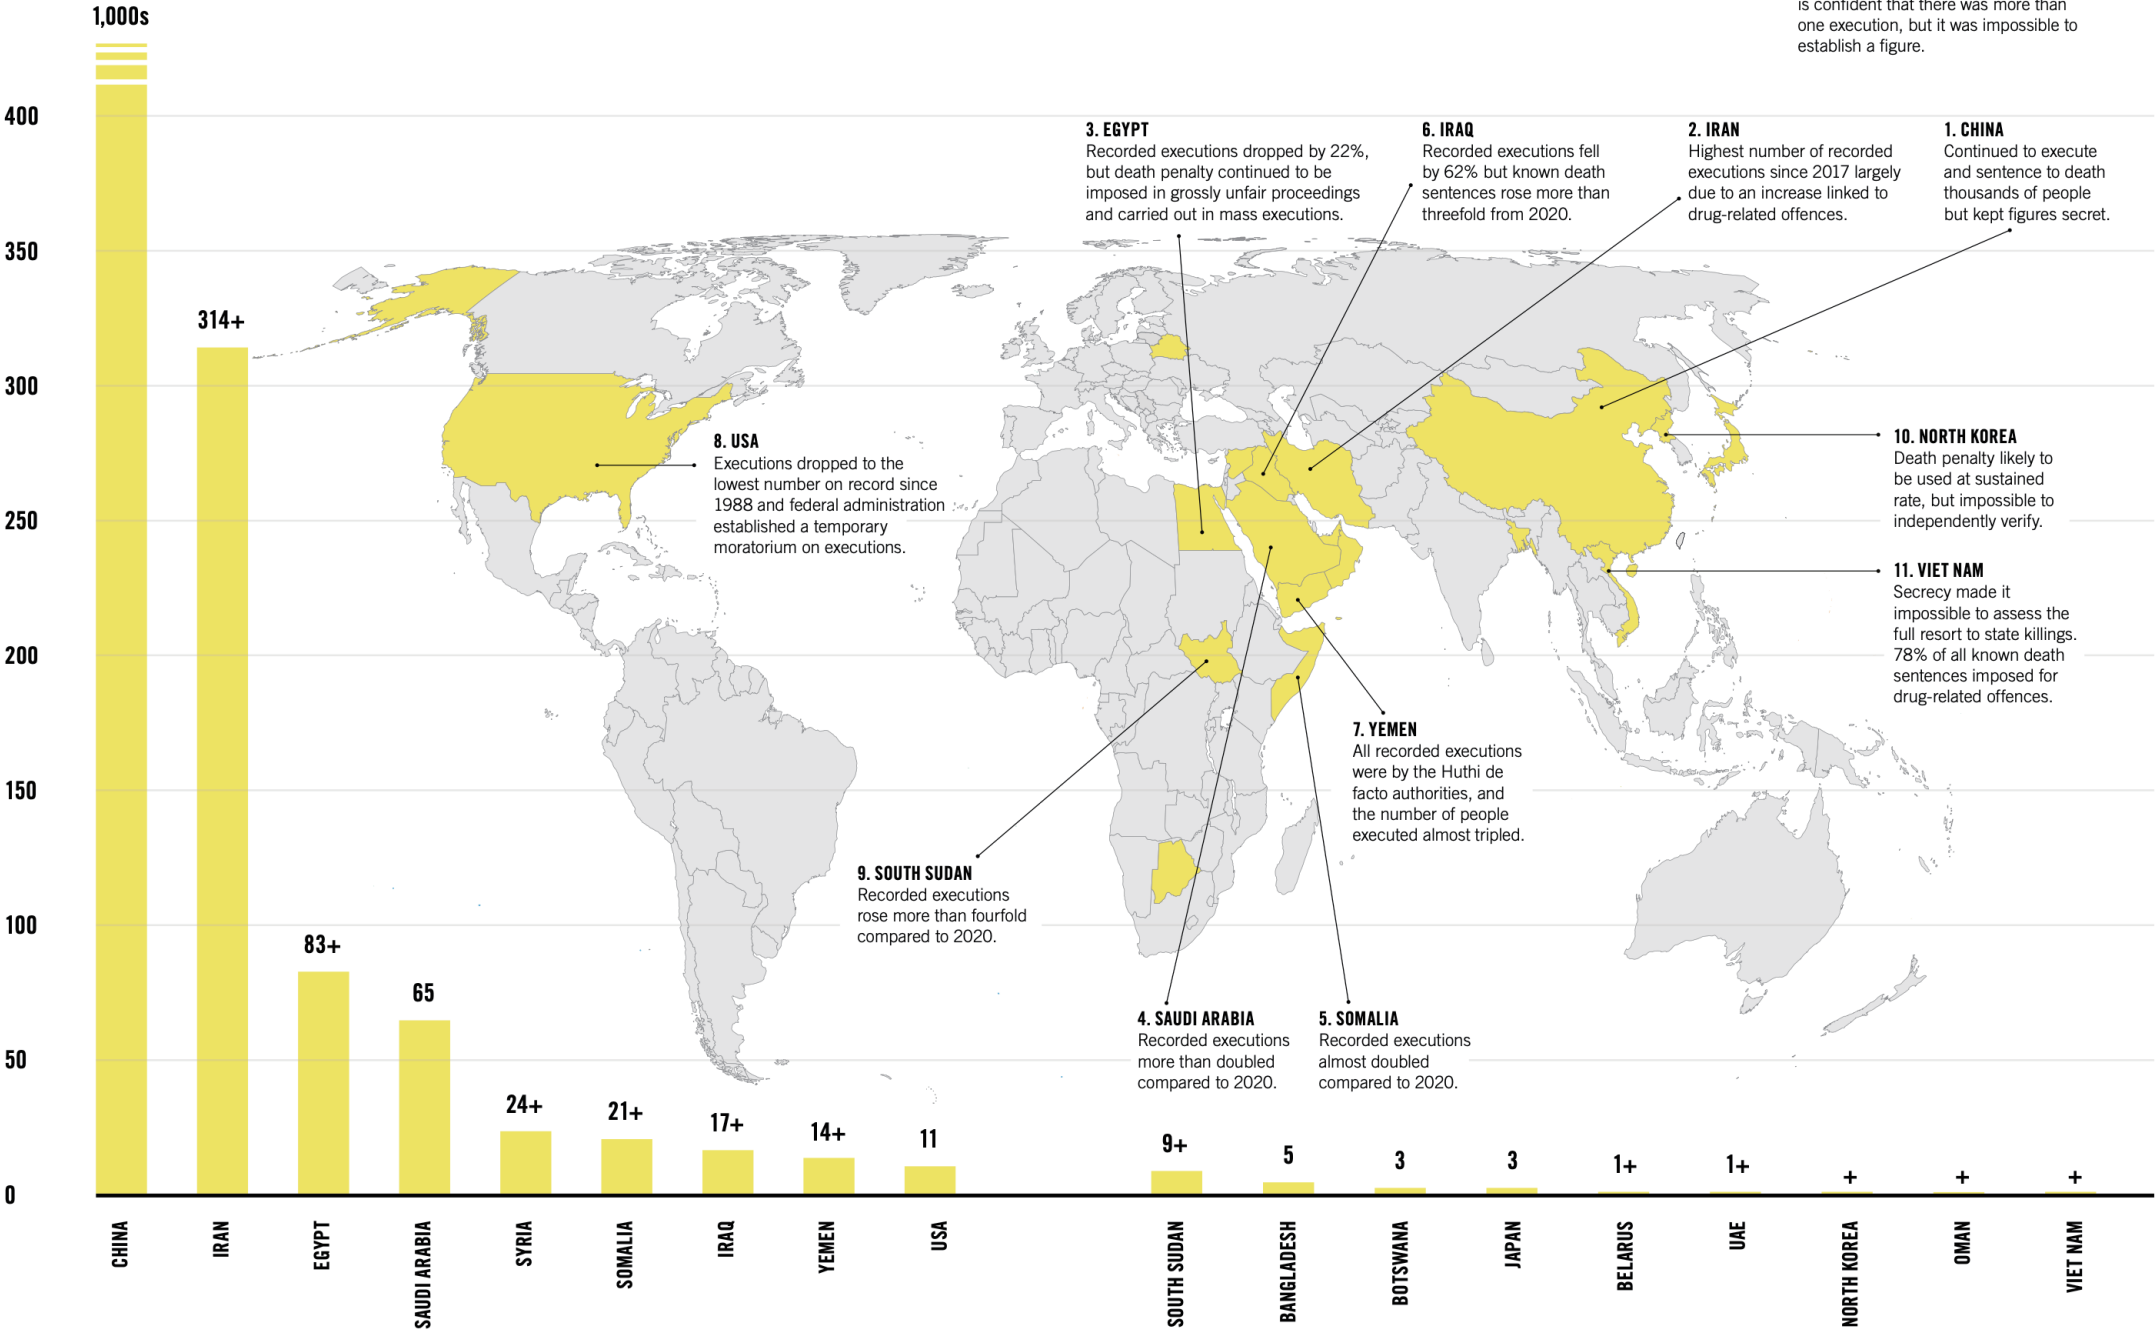 1,000s
is confident that there was more than
one execution, but it was impossible to
establish a figure.
400
350
300
250
200
150
100
50
0
3. EGYPT
Recorded executions dropped by 22%,
but death penalty continued to be
imposed in grossly unfair proceedings
and carried out in mass executions.
6. IRAQ
Recorded executions fell
by 62% but known death
sentences rose more than
threefold from 2020.
2. IRAN
Highest number of recorded
executions since 2017 largely
due to an increase linked to
drug-related offences.
1. CHINA
Continued to execute
and sentence to death
thousands of people
but kept figures secret.
8. USA
Executions dropped to the
lowest number on record since
1988 and federal administration
established a temporary
moratorium on executions.
10. NORTH KOREA
Death penalty likely to
be used at sustained
rate, but impossible to
independently verify.
11. VIET NAM
Secrecy made it
impossible to assess the
full resort to state killings.
78% of all known death
sentences imposed for
drug-related offences.
7. YEMEN
All recorded executions
were by the Huthi de
facto authorities, and
the number of people
executed almost tripled.
9. SOUTH SUDAN
Recorded executions
rose more than fourfold
compared to 2020.
4. SAUDI ARABIA
Recorded executions
more than doubled
compared to 2020.
5. SOMALIA
Recorded executions
almost doubled
compared to 2020.
314+
83+
65
24+
21+
17+
14+
11
9+
5
3
3
1+
1+
+
+
+
CHINA
IRAN
EGYPT
SAUDI ARABIA
SYRIA
SOMALIA
IRAQ
YEMEN
USA
SOUTH SUDAN
BANGLADESH
BOTSWANA
JAPAN
BELARUS
UAE
NORTH KOREA
OMAN
VIET NAM